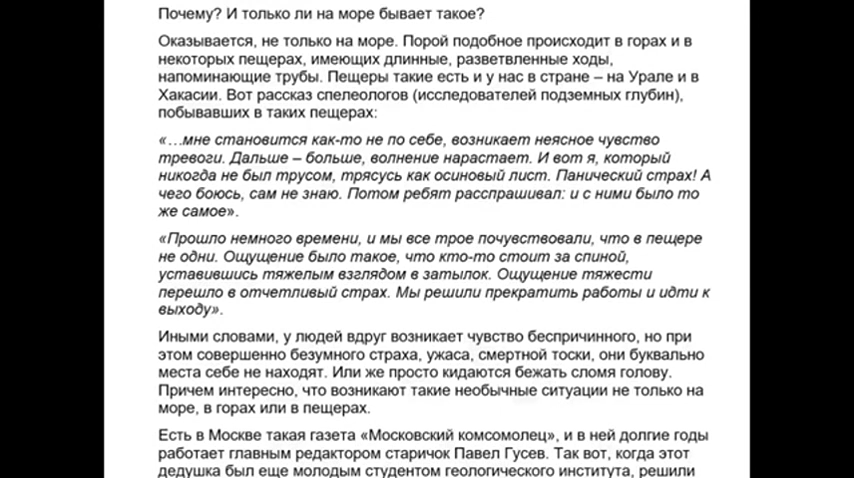 Почему? И только ли на море бывает такое?
Оказывается, не только на море. Порой подобное происходит в горах и в
некоторых пещерах, имеющих длинные, разветвленные ходы,
напоминающие трубы. Пещеры такие есть и у нас в стране – на Урале и в
Хакасии. Вот рассказ спелеологов (исследователей подземных глубин),
побывавших в таких пещерах:
«…мне становится как-то не по себе, возникает неясное чувство
тревоги. Дальше – больше, волнение нарастает. И вот я, который
никогда не был трусом, трясусь как осиновый лист. Панический страх! А
чего боюсь, сам не знаю. Потом ребят расспрашивал: и с ними было то
же самое».
«Прошло немного времени, и мы все трое почувствовали, что в пещере
не одни. Ощущение было такое, что кто-то стоит за спиной,
уставившись тяжелым взглядом в затылок. Ощущение тяжести
перешло в отчетливый страх. Мы решили прекратить работы и идти к
выходу».
Иными словами, у людей вдруг возникает чувство беспричинного, но при
этом совершенно безумного страха, ужаса, смертной тоски, они буквально
места себе не находят. Или же просто кидаются бежать сломя голову.
Причем интересно, что возникают такие необычные ситуации не только на
море, в горах или в пещерах.
Есть в Москве такая газета «Московский комсомолец», и в ней долгие годы
работает главным редактором старичок Павел Гусев. Так вот, когда этот
дедушка был еще молодым студентом геологического института, решили